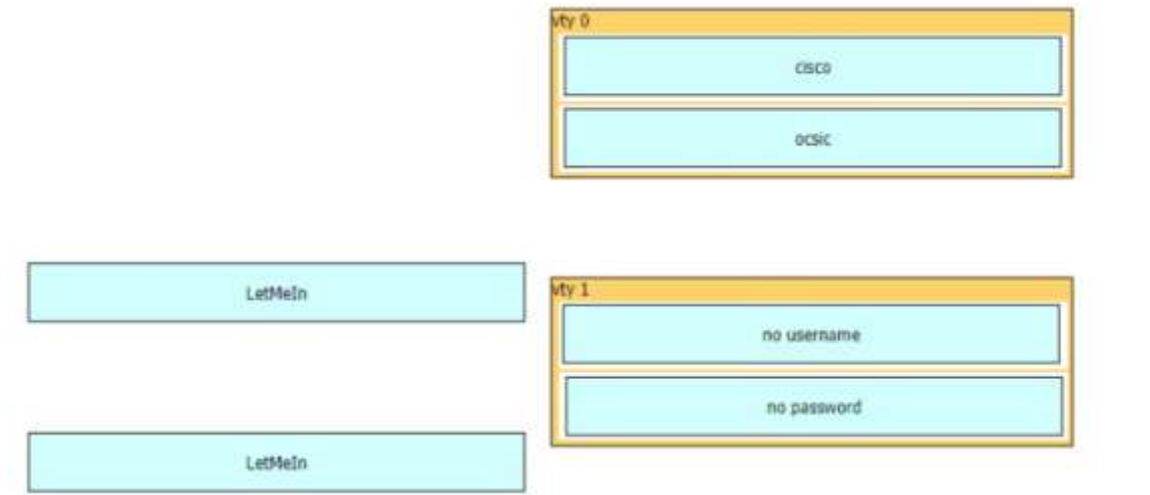 vty 0
cisco
ocsic
LetMeIn
vty 1
no username
no password
LetMeIn